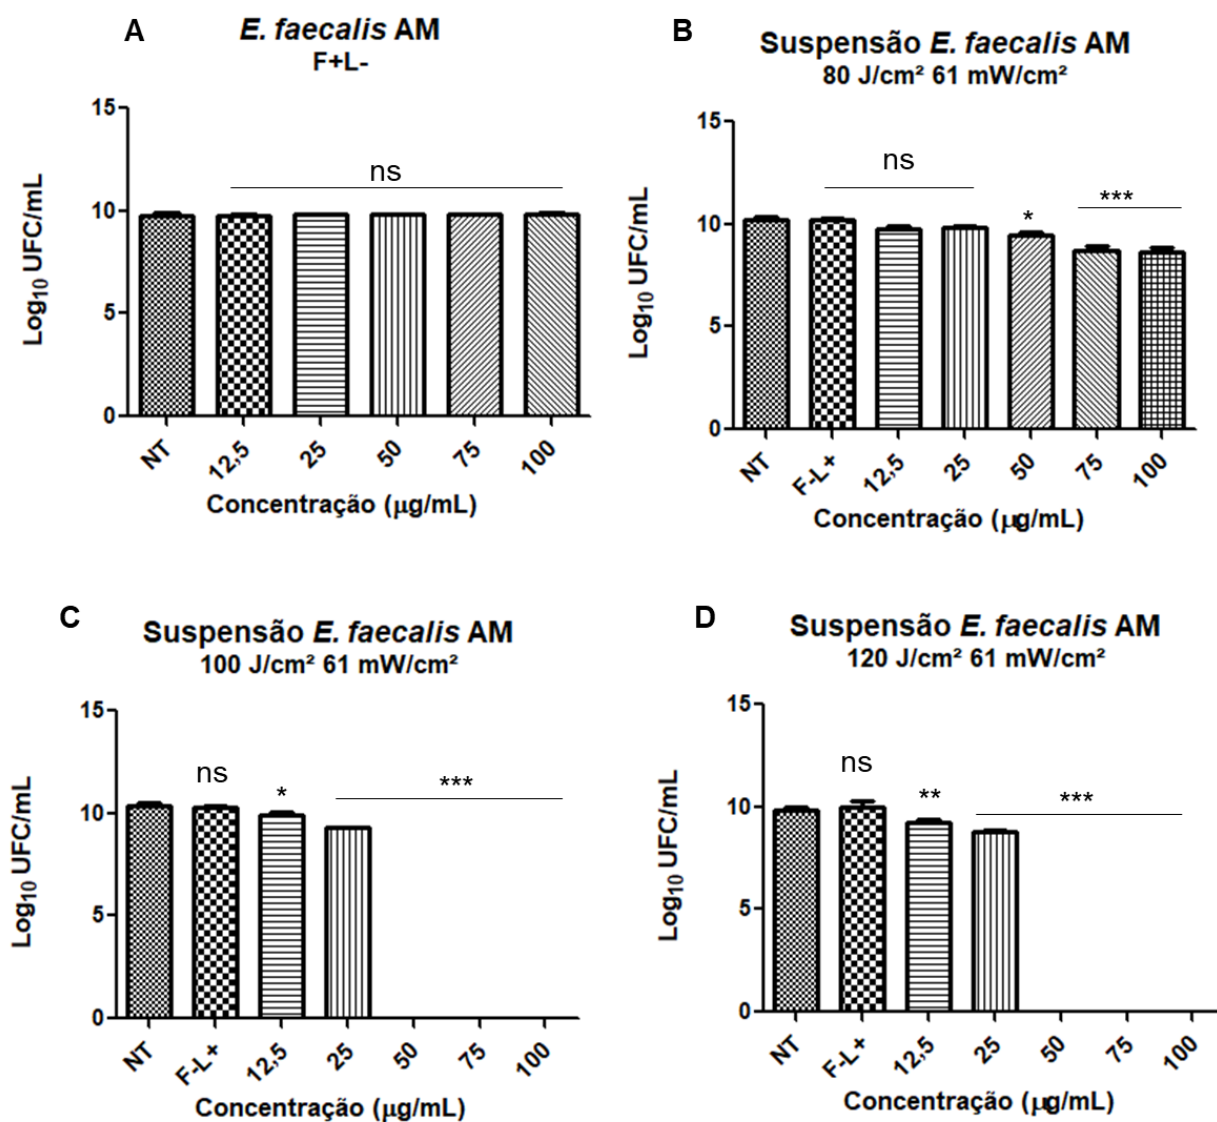 A
E. faecalis AM
F+L-
15
10
5
0
Log₁₀ UFC/mL
ns
NT
12,5
25
50
75
100
Concentração (µg/mL)
B
Suspensão E. faecalis AM
80 J/cm² 61 mW/cm²
15
10
5
0
Log₁₀ UFC/mL
ns
*
***
NT
F-L+
12,5
25
50
75
100
Concentração (µg/mL)
C
Suspensão E. faecalis AM
100 J/cm² 61 mW/cm²
15
10
5
0
Log₁₀ UFC/mL
ns
*
***
NT
F-L+
12,5
25
50
75
100
Concentração (µg/mL)
D
Suspensão E. faecalis AM
120 J/cm² 61 mW/cm²
15
10
5
0
Log₁₀ UFC/mL
ns
**
***
NT
F-L+
12,5
25
50
75
100
Concentração (µg/mL)